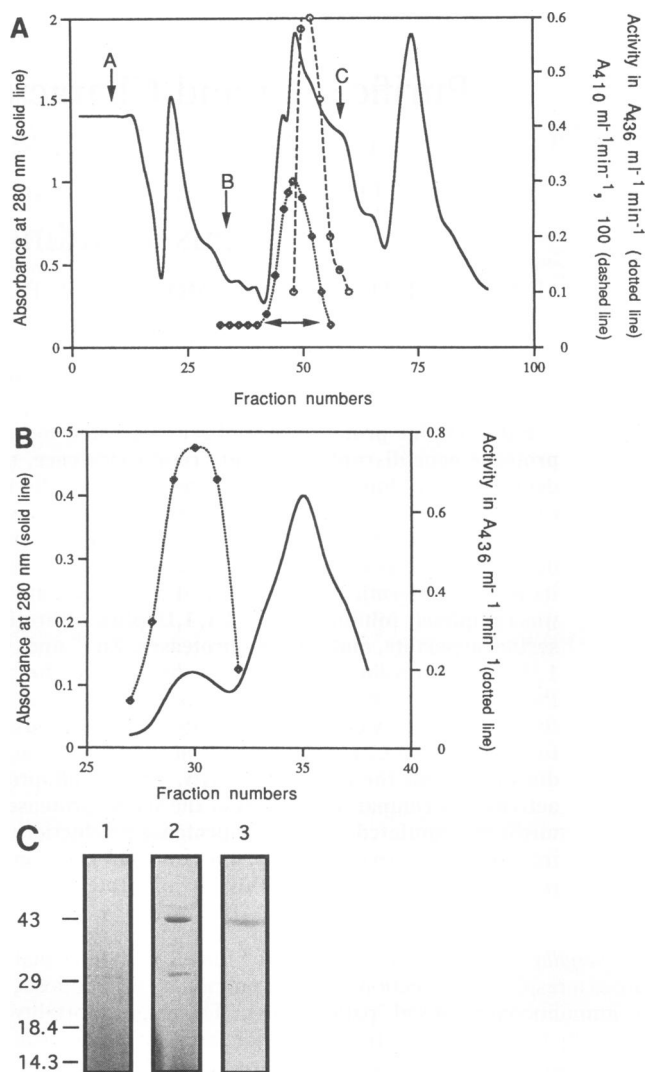 A
2
1.5
1
0.5
0
0 25 50 75 100
0.6
0.5
0.4
0.3
0.2
0.1
0
A
B
C
Absorbance at 280 nm (solid line)
Activity in A436 ml-1 min-1 (dotted line)
A410 ml-1min-1, 100 (dashed line)
Fraction numbers
B
0.5
0.4
0.3
0.2
0.1
0
25 30 35 40
0.8
0.6
0.4
0.2
0
Absorbance at 280 nm (solid line)
Activity in A436 ml-1 min-1 (dotted line)
Fraction numbers
C
1 2 3
43
29
18.4
14.3